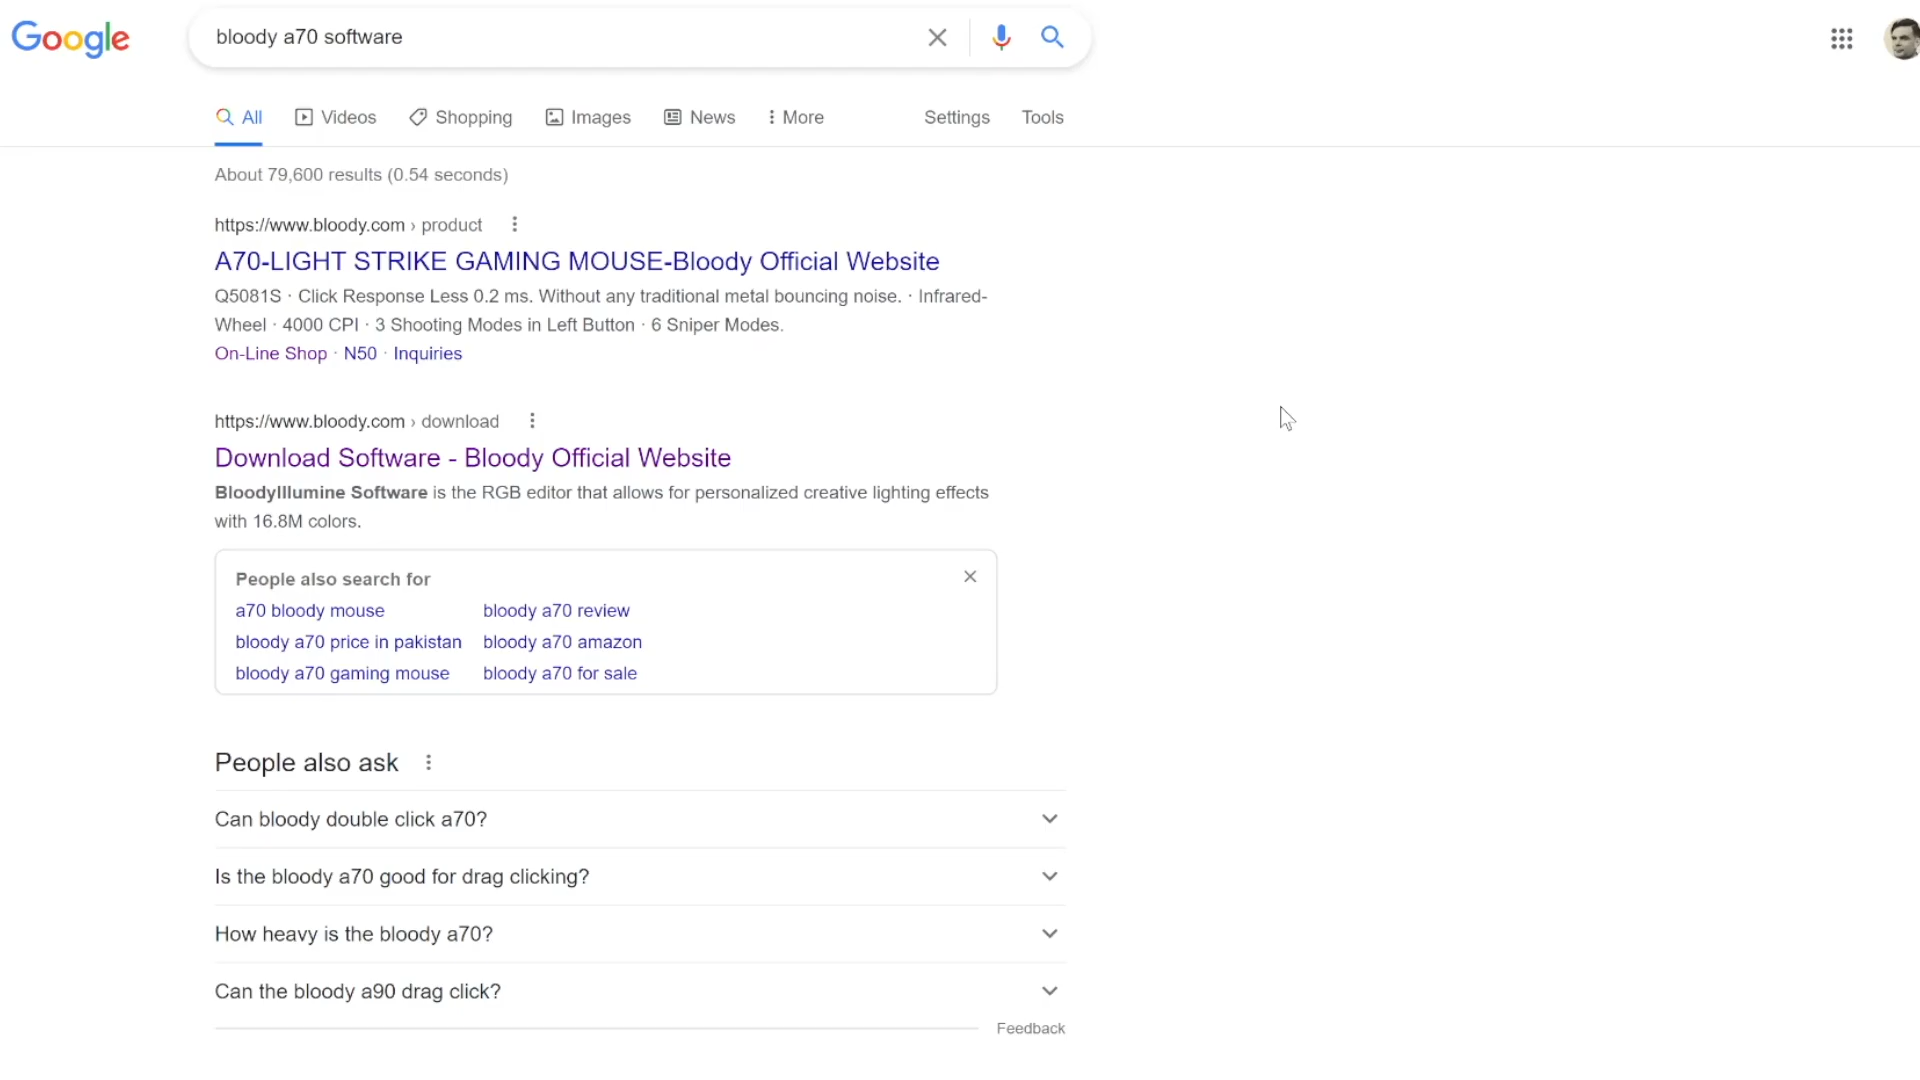 Google
bloody a70 software
All Videos Shopping Images News More Settings Tools
About 79,600 results (0.54 seconds)
https://www.bloody.com › product
A70-LIGHT STRIKE GAMING MOUSE-Bloody Official Website
Q5081S · Click Response Less 0.2 ms. Without any traditional metal bouncing noise. · Infrared-
Wheel · 4000 CPI · 3 Shooting Modes in Left Button · 6 Sniper Modes.
On-Line Shop · N50 · Inquiries
https://www.bloody.com › download
Download Software - Bloody Official Website
BloodyIllumine Software is the RGB editor that allows for personalized creative lighting effects
with 16.8M colors.
People also search for
a70 bloody mouse bloody a70 review
bloody a70 price in pakistan bloody a70 amazon
bloody a70 gaming mouse bloody a70 for sale
People also ask
Can bloody double click a70?
Is the bloody a70 good for drag clicking?
How heavy is the bloody a70?
Can the bloody a90 drag click?
Feedback